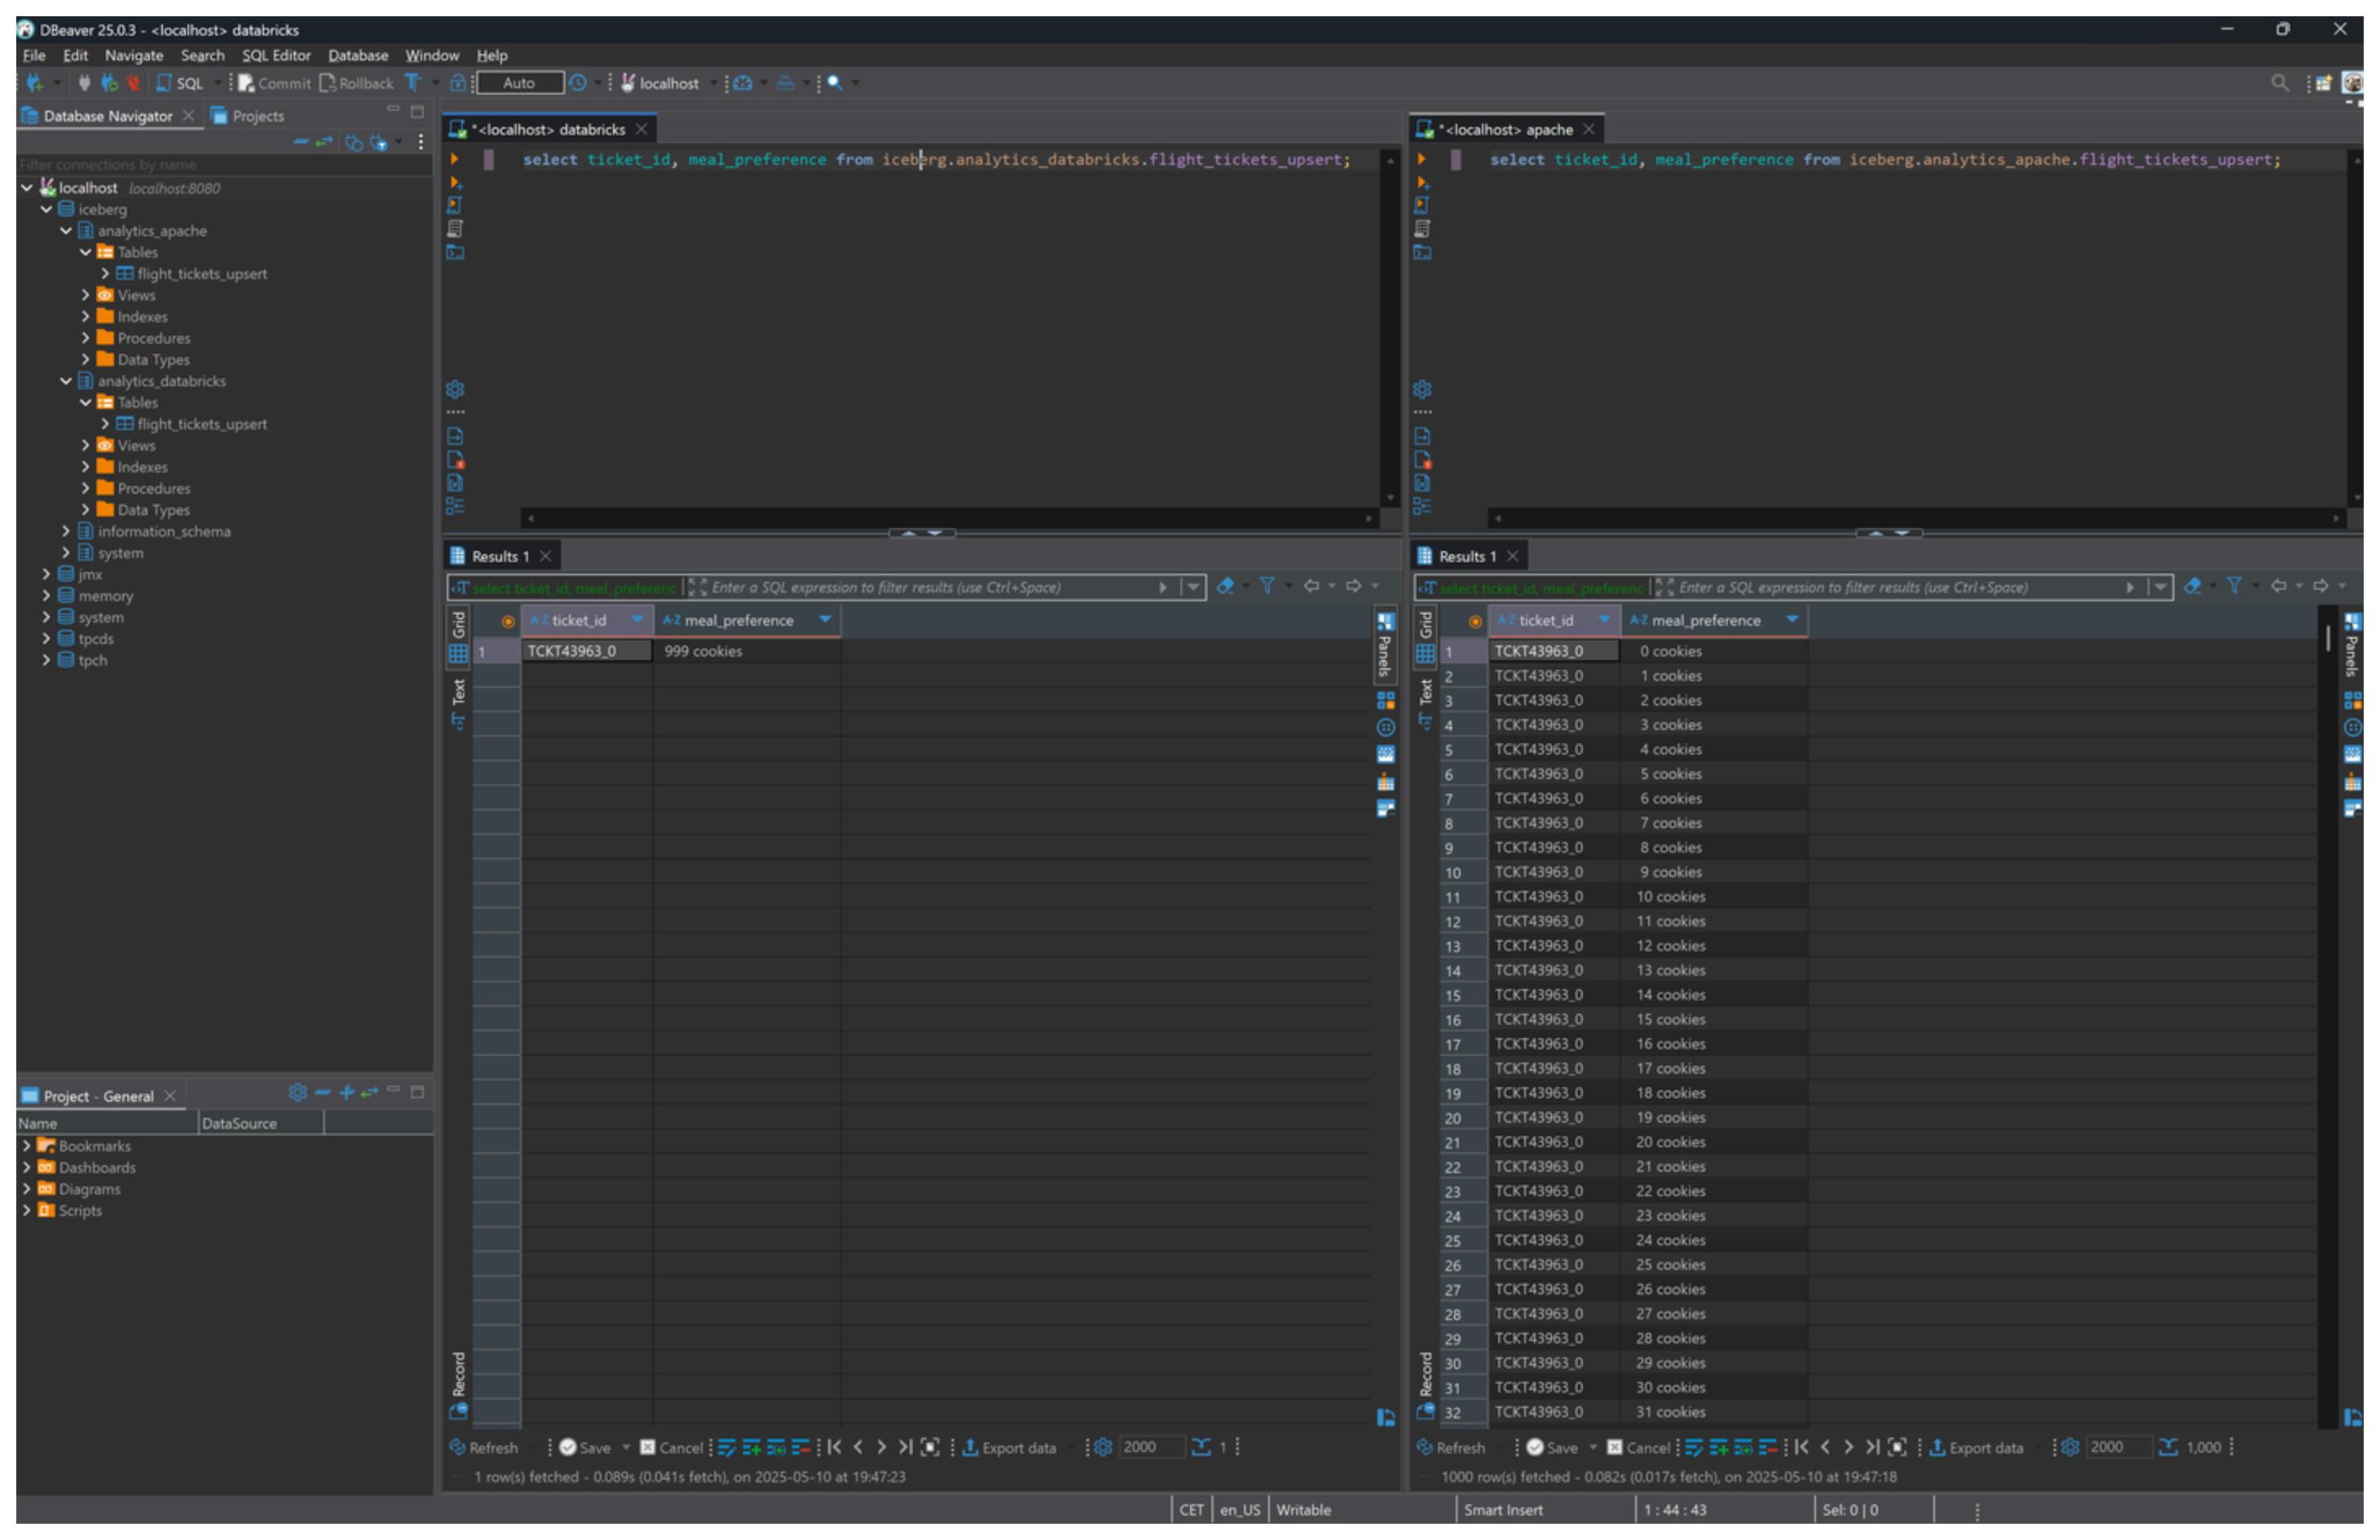 DBeaver 25.0.3 - <localhost> databricks
File Edit Navigate Search SQL Editor Database Window Help
SQL Commit Rollback Auto localhost
Database Navigator Projects
Filter connections by name
localhost localhost:8080
iceberg
analytics_apache
Tables
flight_tickets_upsert
Views
Indexes
Procedures
Data Types
analytics_databricks
Tables
flight_tickets_upsert
Views
Indexes
Procedures
Data Types
information_schema
system
jmx
memory
system
tpcds
tpch
Project - General
Name DataSource
Bookmarks
Dashboards
Diagrams
Scripts
*<localhost> databricks
select ticket_id, meal_preference from iceberg.analytics_databricks.flight_tickets_upsert;
Results 1
select ticket_id, meal_preferenc Enter a SQL expression to filter results (use Ctrl+Space)
Grid
Text
Record
Panels
A-Z ticket_id A-Z meal_preference
1 TCKT43963_0 999 cookies
Refresh Save Cancel Export data 2000 1
1 row(s) fetched - 0.089s (0.041s fetch), on 2025-05-10 at 19:47:23
*<localhost> apache
select ticket_id, meal_preference from iceberg.analytics_apache.flight_tickets_upsert;
Results 1
select ticket_id, meal_preferenc Enter a SQL expression to filter results (use Ctrl+Space)
Grid
Text
Record
Panels
A-Z ticket_id A-Z meal_preference
1 TCKT43963_0 0 cookies
2 TCKT43963_0 1 cookies
3 TCKT43963_0 2 cookies
4 TCKT43963_0 3 cookies
5 TCKT43963_0 4 cookies
6 TCKT43963_0 5 cookies
7 TCKT43963_0 6 cookies
8 TCKT43963_0 7 cookies
9 TCKT43963_0 8 cookies
10 TCKT43963_0 9 cookies
11 TCKT43963_0 10 cookies
12 TCKT43963_0 11 cookies
13 TCKT43963_0 12 cookies
14 TCKT43963_0 13 cookies
15 TCKT43963_0 14 cookies
16 TCKT43963_0 15 cookies
17 TCKT43963_0 16 cookies
18 TCKT43963_0 17 cookies
19 TCKT43963_0 18 cookies
20 TCKT43963_0 19 cookies
21 TCKT43963_0 20 cookies
22 TCKT43963_0 21 cookies
23 TCKT43963_0 22 cookies
24 TCKT43963_0 23 cookies
25 TCKT43963_0 24 cookies
26 TCKT43963_0 25 cookies
27 TCKT43963_0 26 cookies
28 TCKT43963_0 27 cookies
29 TCKT43963_0 28 cookies
30 TCKT43963_0 29 cookies
31 TCKT43963_0 30 cookies
32 TCKT43963_0 31 cookies
Refresh Save Cancel Export data 2000 1,000
1000 row(s) fetched - 0.082s (0.017s fetch), on 2025-05-10 at 19:47:18
CET en_US Writable Smart Insert 1 : 44 : 43 Sel: 0 | 0